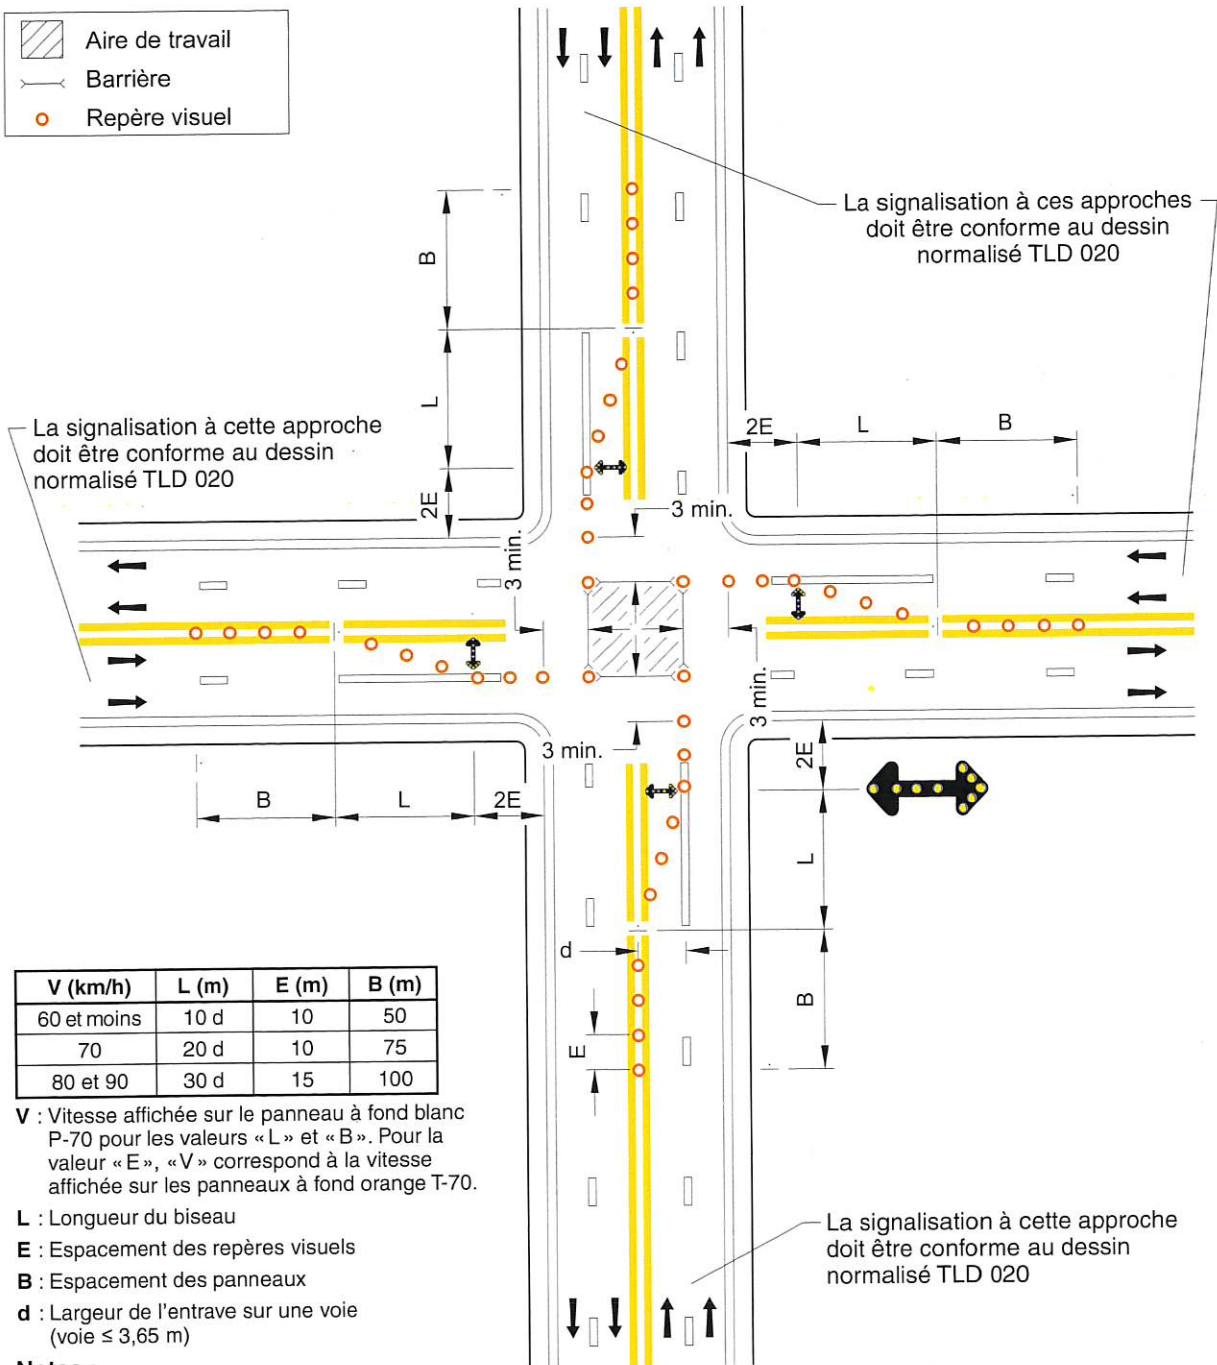 Aire de travail
Barrière
Repère visuel
La signalisation à ces approches
doit être conforme au dessin
normalisé TLD 020
B
L
2E
La signalisation à cette approche
doit être conforme au dessin
normalisé TLD 020
2E
L
B
3 min.
3 min.
3 min.
3 min.
B
L
2E
2E
L
B
d
E
V (km/h) L (m) E (m) B (m)
60 et moins 10 d 10 50
70 20 d 10 75
80 et 90 30 d 15 100
V : Vitesse affichée sur le panneau à fond blanc
P-70 pour les valeurs « L » et « B ». Pour la
valeur « E », « V » correspond à la vitesse
affichée sur les panneaux à fond orange T-70.
L : Longueur du biseau
E : Espacement des repères visuels
B : Espacement des panneaux
d : Largeur de l'entrave sur une voie
(voie ≤ 3,65 m)
La signalisation à cette approche
doit être conforme au dessin
normalisé TLD 020